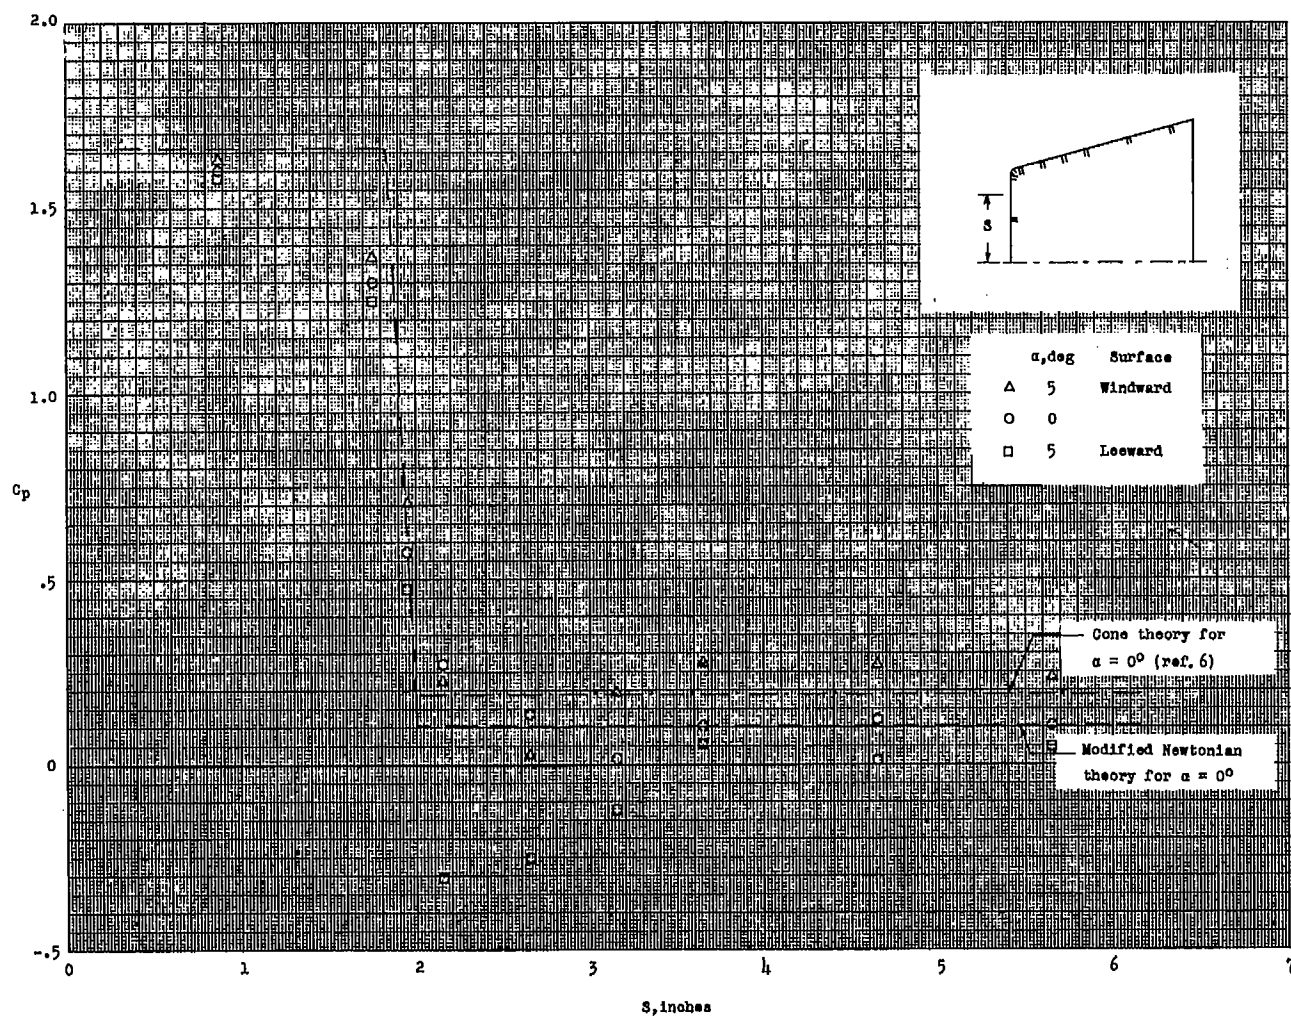 2.0
1.5
1.0
.5
0
-.5
Cp
0 1 2 3 4 5 6 7
S, inches
S
α, deg Surface
△ 5 Windward
○ 0
□ 5 Leeward
Cone theory for
α = 0° (ref. 6)
Modified Newtonian
theory for α = 0°